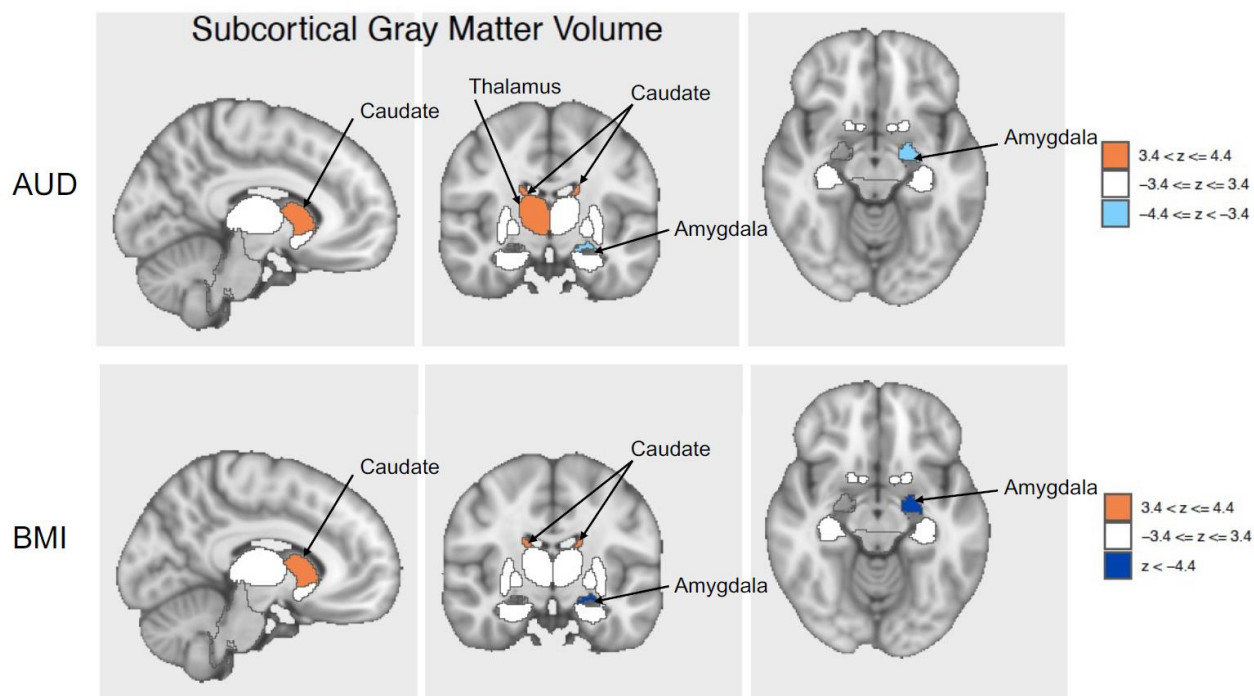 Subcortical Gray Matter Volume
AUD
Caudate
Thalamus
Caudate
Amygdala
Amygdala
3.4 < z <= 4.4
−3.4 <= z <= 3.4
−4.4 <= z < −3.4
BMI
Caudate
Caudate
Amygdala
Amygdala
3.4 < z <= 4.4
−3.4 <= z <= 3.4
z < −4.4